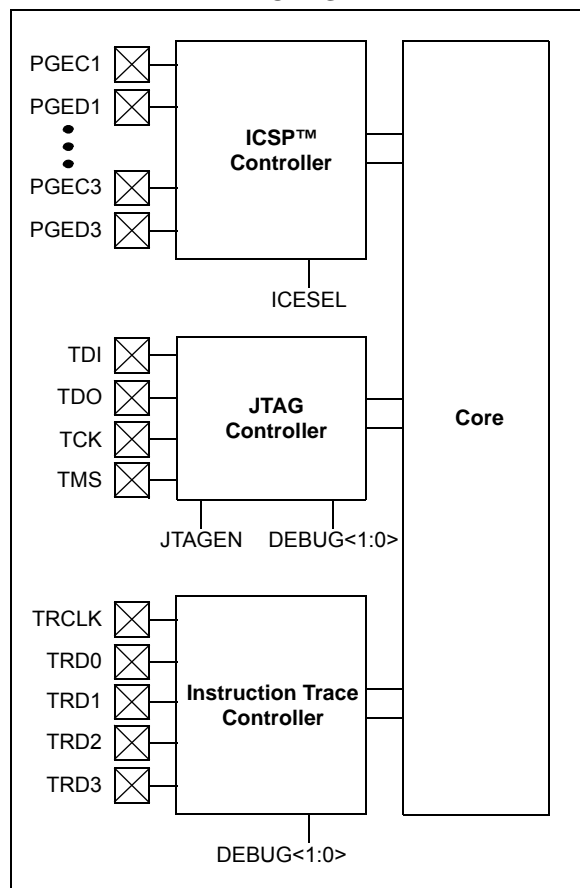 PGEC1
PGED1
PGEC3
PGED3
ICSP™
Controller
ICESEL
TDI
TDO
TCK
TMS
JTAG
Controller
JTAGEN
DEBUG<1:0>
Core
TRCLK
TRD0
TRD1
TRD2
TRD3
Instruction Trace
Controller
DEBUG<1:0>